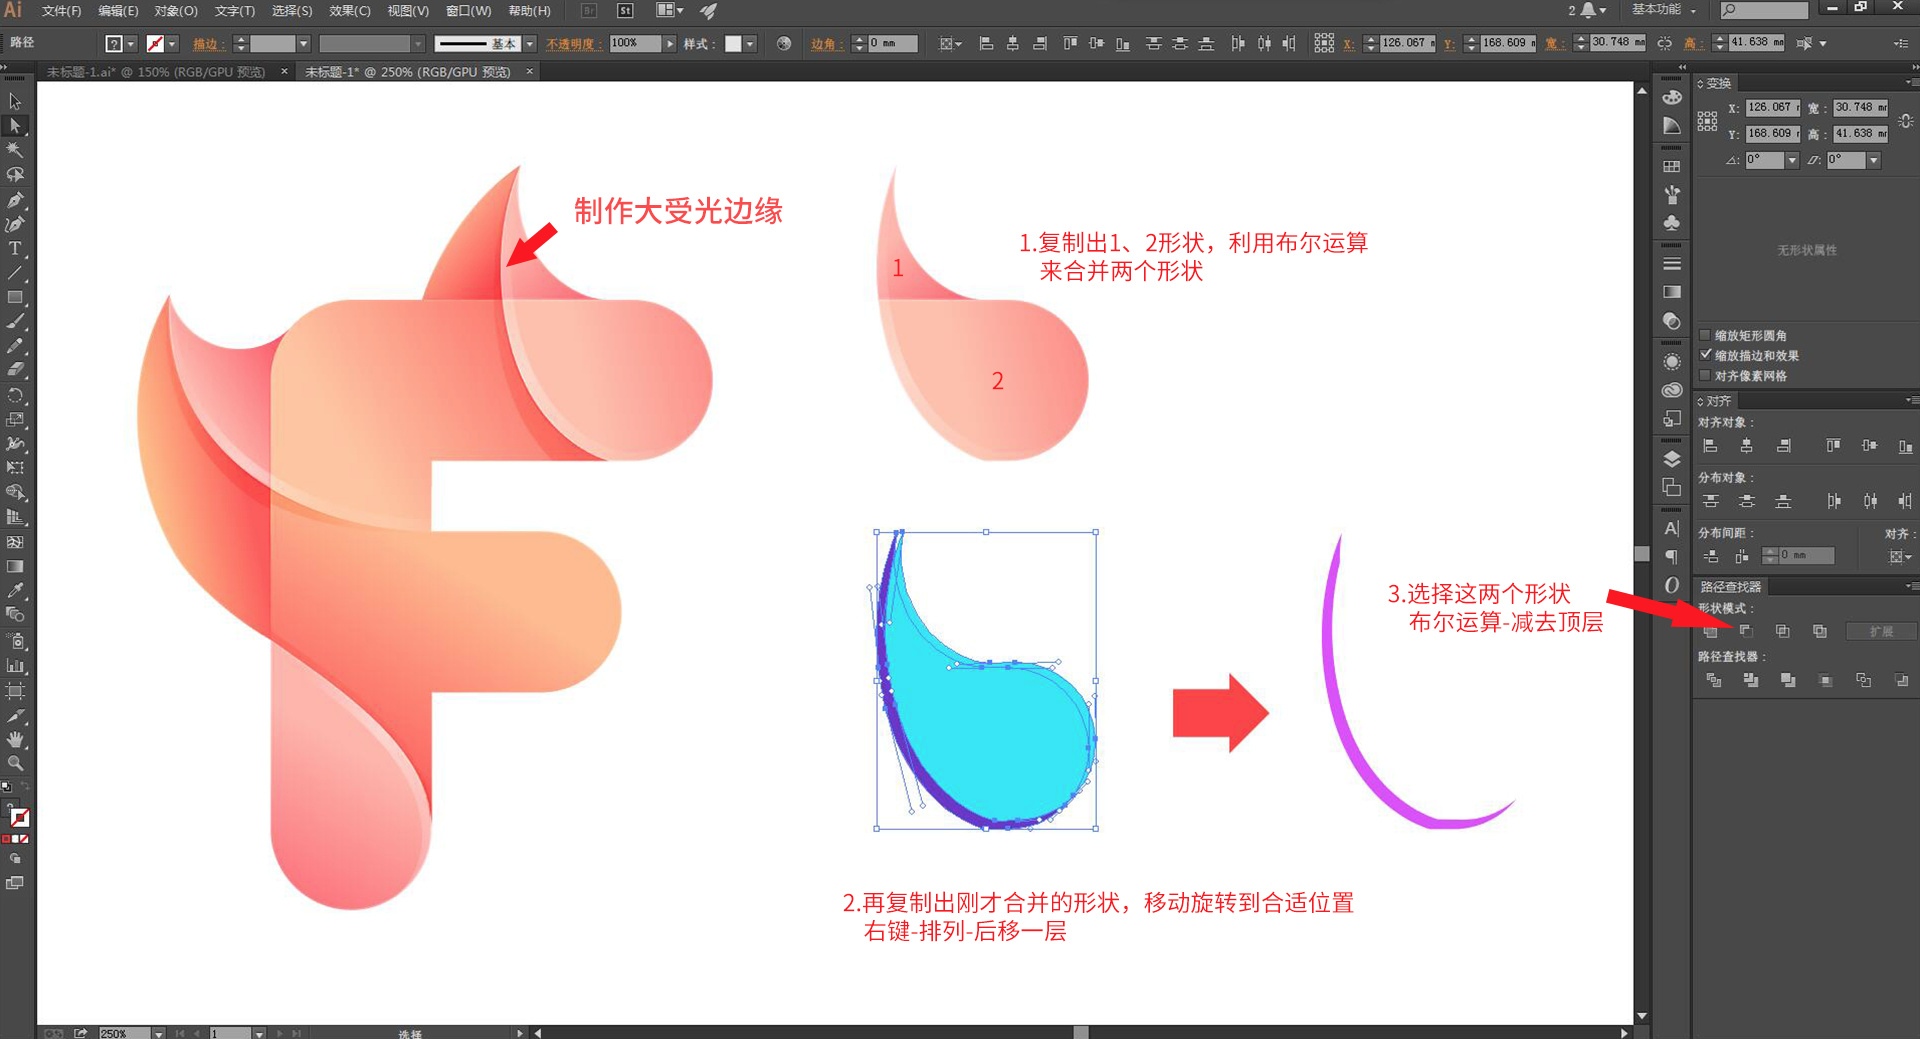 Ai 文件(F) 编辑(E) 对象(O) 文字(T) 选择(S) 效果(C) 视图(V) 窗口(W) 帮助(H) Br St 2 基本功能
路径 ? 描边: 基本 不透明度: 100% 样式: 边角: 0 mm X: 126.067 Y: 168.609 宽: 30.748 mm 高: 41.638 mm
未标题-1.ai* @ 150% (RGB/GPU 预览) × 未标题-1* @ 250% (RGB/GPU 预览) ×
变换
X: 126.067 宽: 30.748 mm
Y: 168.609 高: 41.638 mm
0° 0°
无形状属性
缩放矩形圆角
缩放描边和效果
对齐像素网格
对齐
对齐对象:
分布对象:
分布间距: 对齐:
0 mm
路径查找器
形状模式:
扩展
路径查找器:
制作大受光边缘
1
2
1.复制出1、2形状，利用布尔运算
来合并两个形状
3.选择这两个形状
布尔运算-减去顶层
2.再复制出刚才合并的形状，移动旋转到合适位置
右键-排列-后移一层
250% 1 选择